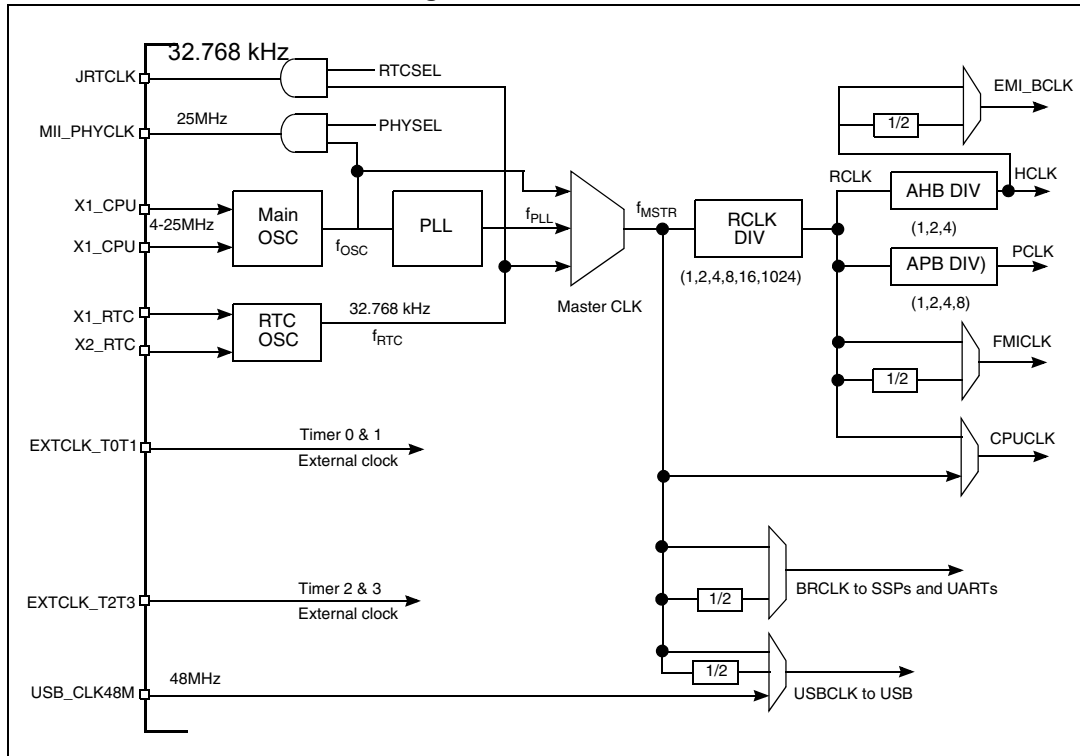 32.768 kHz
JRTCLK
RTCSEL
MII_PHYCLK
25MHz
PHYSEL
EMI_BCLK
1/2
X1_CPU
4-25MHz
X1_CPU
Main
OSC
fOSC
PLL
fPLL
fMSTR
Master CLK
RCLK
DIV
(1,2,4,8,16,1024)
RCLK
AHB DIV
(1,2,4)
HCLK
APB DIV)
(1,2,4,8)
PCLK
X1_RTC
X2_RTC
RTC
OSC
32.768 kHz
fRTC
1/2
FMICLK
CPUCLK
EXTCLK_T0T1
Timer 0 & 1
External clock
EXTCLK_T2T3
Timer 2 & 3
External clock
1/2
BRCLK to SSPs and UARTs
USB_CLK48M
48MHz
1/2
USBCLK to USB